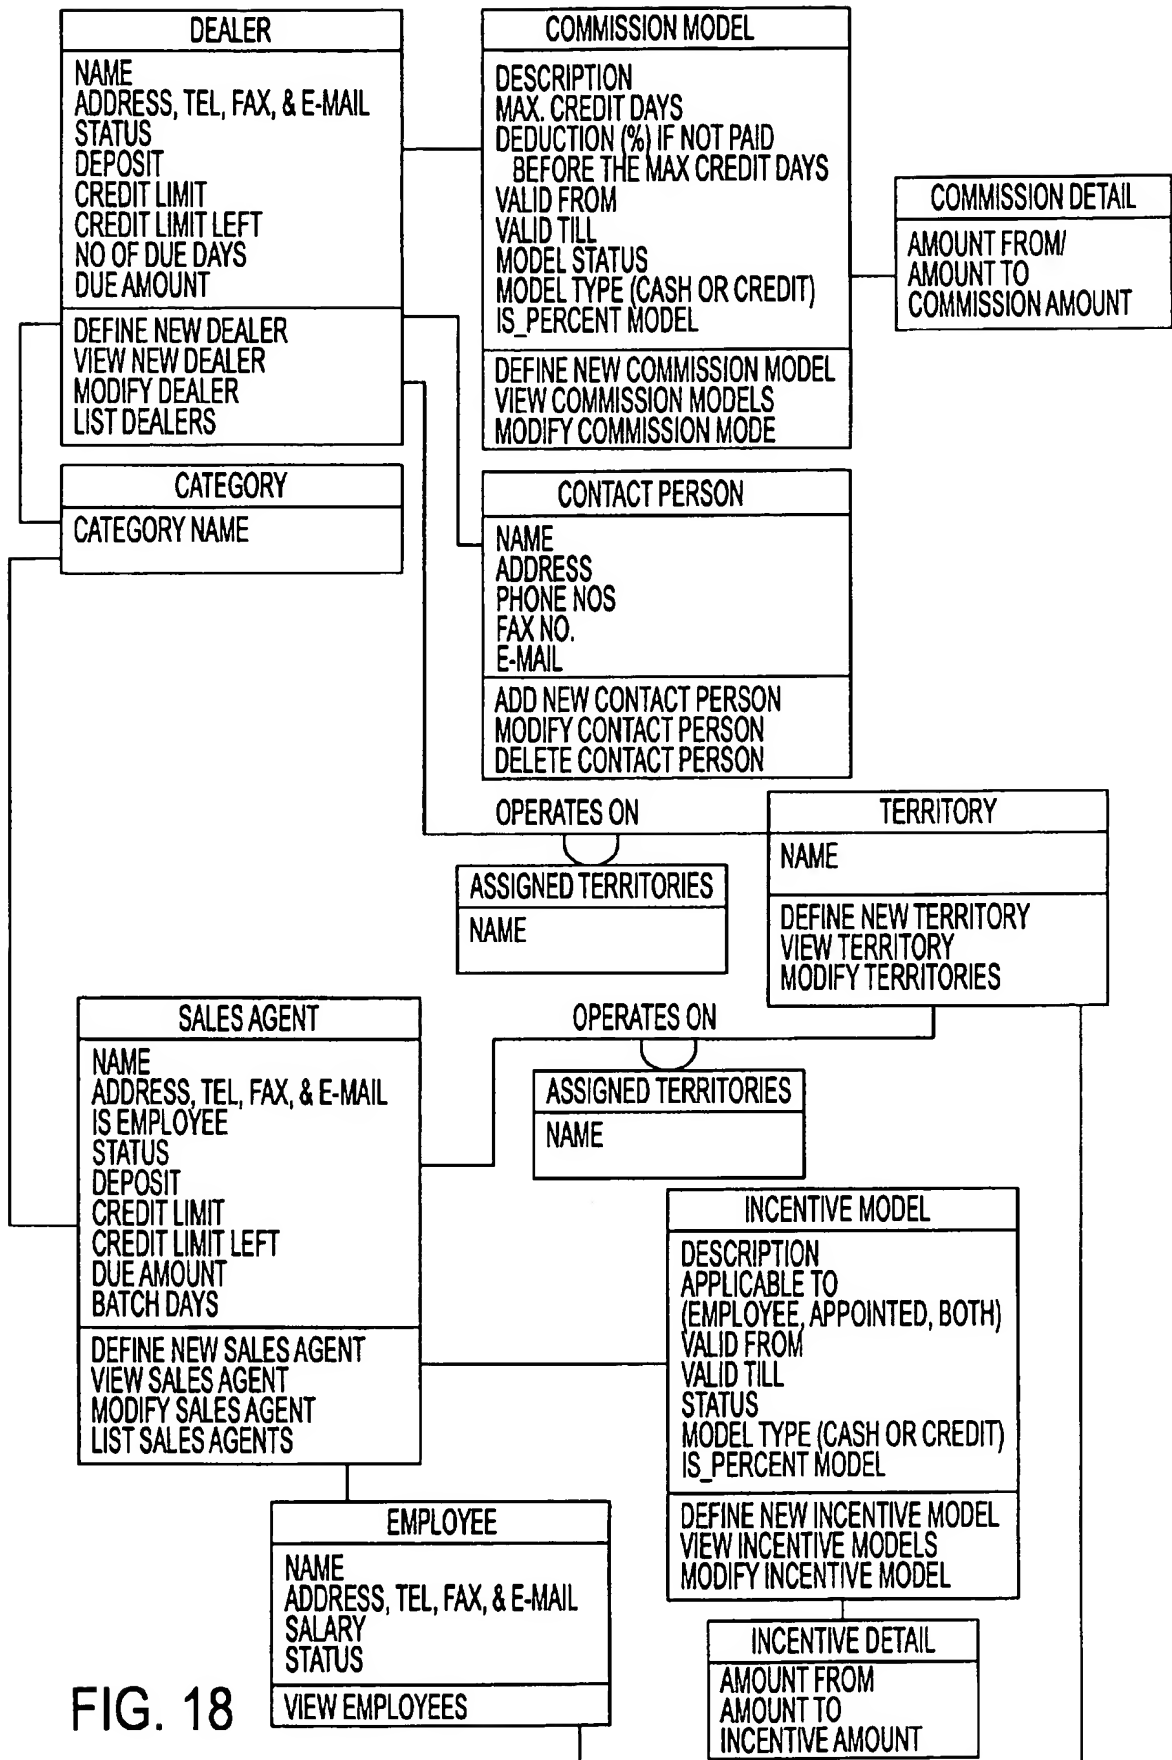 DEALER
NAME
ADDRESS, TEL, FAX, & E-MAIL
STATUS
DEPOSIT
CREDIT LIMIT
CREDIT LIMIT LEFT
NO OF DUE DAYS
DUE AMOUNT
DEFINE NEW DEALER
VIEW NEW DEALER
MODIFY DEALER
LIST DEALERS
COMMISSION MODEL
DESCRIPTION
MAX. CREDIT DAYS
DEDUCTION (%) IF NOT PAID
BEFORE THE MAX CREDIT DAYS
VALID FROM
VALID TILL
MODEL STATUS
MODEL TYPE (CASH OR CREDIT)
IS_PERCENT MODEL
DEFINE NEW COMMISSION MODEL
VIEW COMMISSION MODELS
MODIFY COMMISSION MODE
COMMISSION DETAIL
AMOUNT FROM/
AMOUNT TO
COMMISSION AMOUNT
CATEGORY
CATEGORY NAME
CONTACT PERSON
NAME
ADDRESS
PHONE NOS
FAX NO.
E-MAIL
ADD NEW CONTACT PERSON
MODIFY CONTACT PERSON
DELETE CONTACT PERSON
OPERATES ON
ASSIGNED TERRITORIES
NAME
TERRITORY
NAME
DEFINE NEW TERRITORY
VIEW TERRITORY
MODIFY TERRITORIES
SALES AGENT
NAME
ADDRESS, TEL, FAX, & E-MAIL
IS EMPLOYEE
STATUS
DEPOSIT
CREDIT LIMIT
CREDIT LIMIT LEFT
DUE AMOUNT
BATCH DAYS
DEFINE NEW SALES AGENT
VIEW SALES AGENT
MODIFY SALES AGENT
LIST SALES AGENTS
OPERATES ON
ASSIGNED TERRITORIES
NAME
INCENTIVE MODEL
DESCRIPTION
APPLICABLE TO
(EMPLOYEE, APPOINTED, BOTH)
VALID FROM
VALID TILL
STATUS
MODEL TYPE (CASH OR CREDIT)
IS_PERCENT MODEL
DEFINE NEW INCENTIVE MODEL
VIEW INCENTIVE MODELS
MODIFY INCENTIVE MODEL
EMPLOYEE
NAME
ADDRESS, TEL, FAX, & E-MAIL
SALARY
STATUS
VIEW EMPLOYEES
INCENTIVE DETAIL
AMOUNT FROM
AMOUNT TO
INCENTIVE AMOUNT
FIG. 18